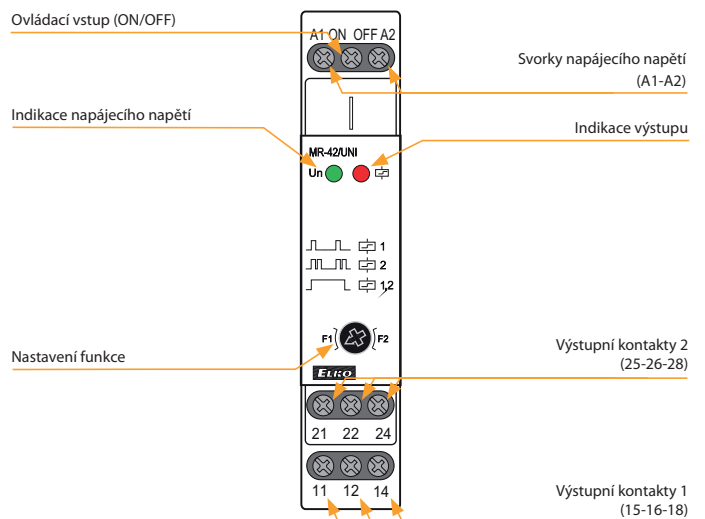 Ovládací vstup (ON/OFF)
A1 ON OFF A2
Svorky napájecího napětí
(A1-A2)
Indikace napájecího napětí
Indikace výstupu
MR-42/UNI
Un
1
2
1,2
F1
F2
Nastavení funkce
ELKO
Výstupní kontakty 2
(25-26-28)
21 22 24
11 12 14
Výstupní kontakty 1
(15-16-18)